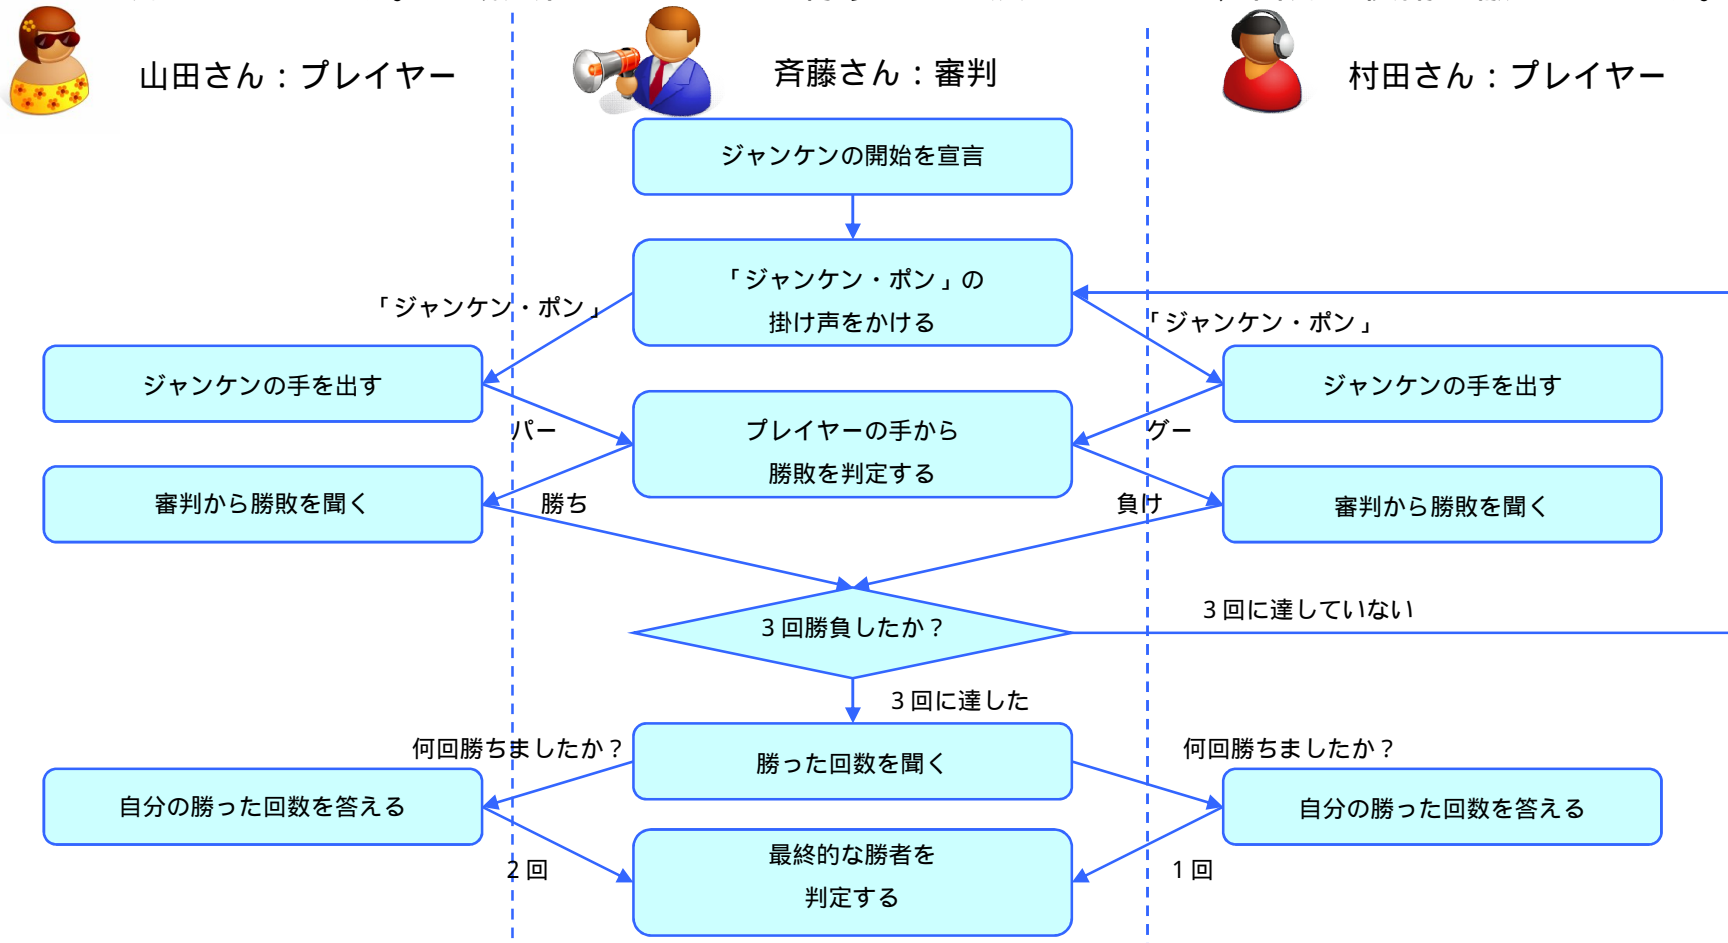 山田さん：プレイヤー
斉藤さん：審判
村田さん：プレイヤー
ジャンケンの開始を宣言
「ジャンケン・ポン」の
掛け声をかける
「ジャンケン・ポン」
「ジャンケン・ポン」
ジャンケンの手を出す
ジャンケンの手を出す
パー
プレイヤーの手から
勝敗を判定する
グー
審判から勝敗を聞く
勝ち
負け
審判から勝敗を聞く
３回勝負したか？
３回に達していない
３回に達した
何回勝ちましたか？
勝った回数を聞く
何回勝ちましたか？
自分の勝った回数を答える
自分の勝った回数を答える
２回
最終的な勝者を
判定する
１回